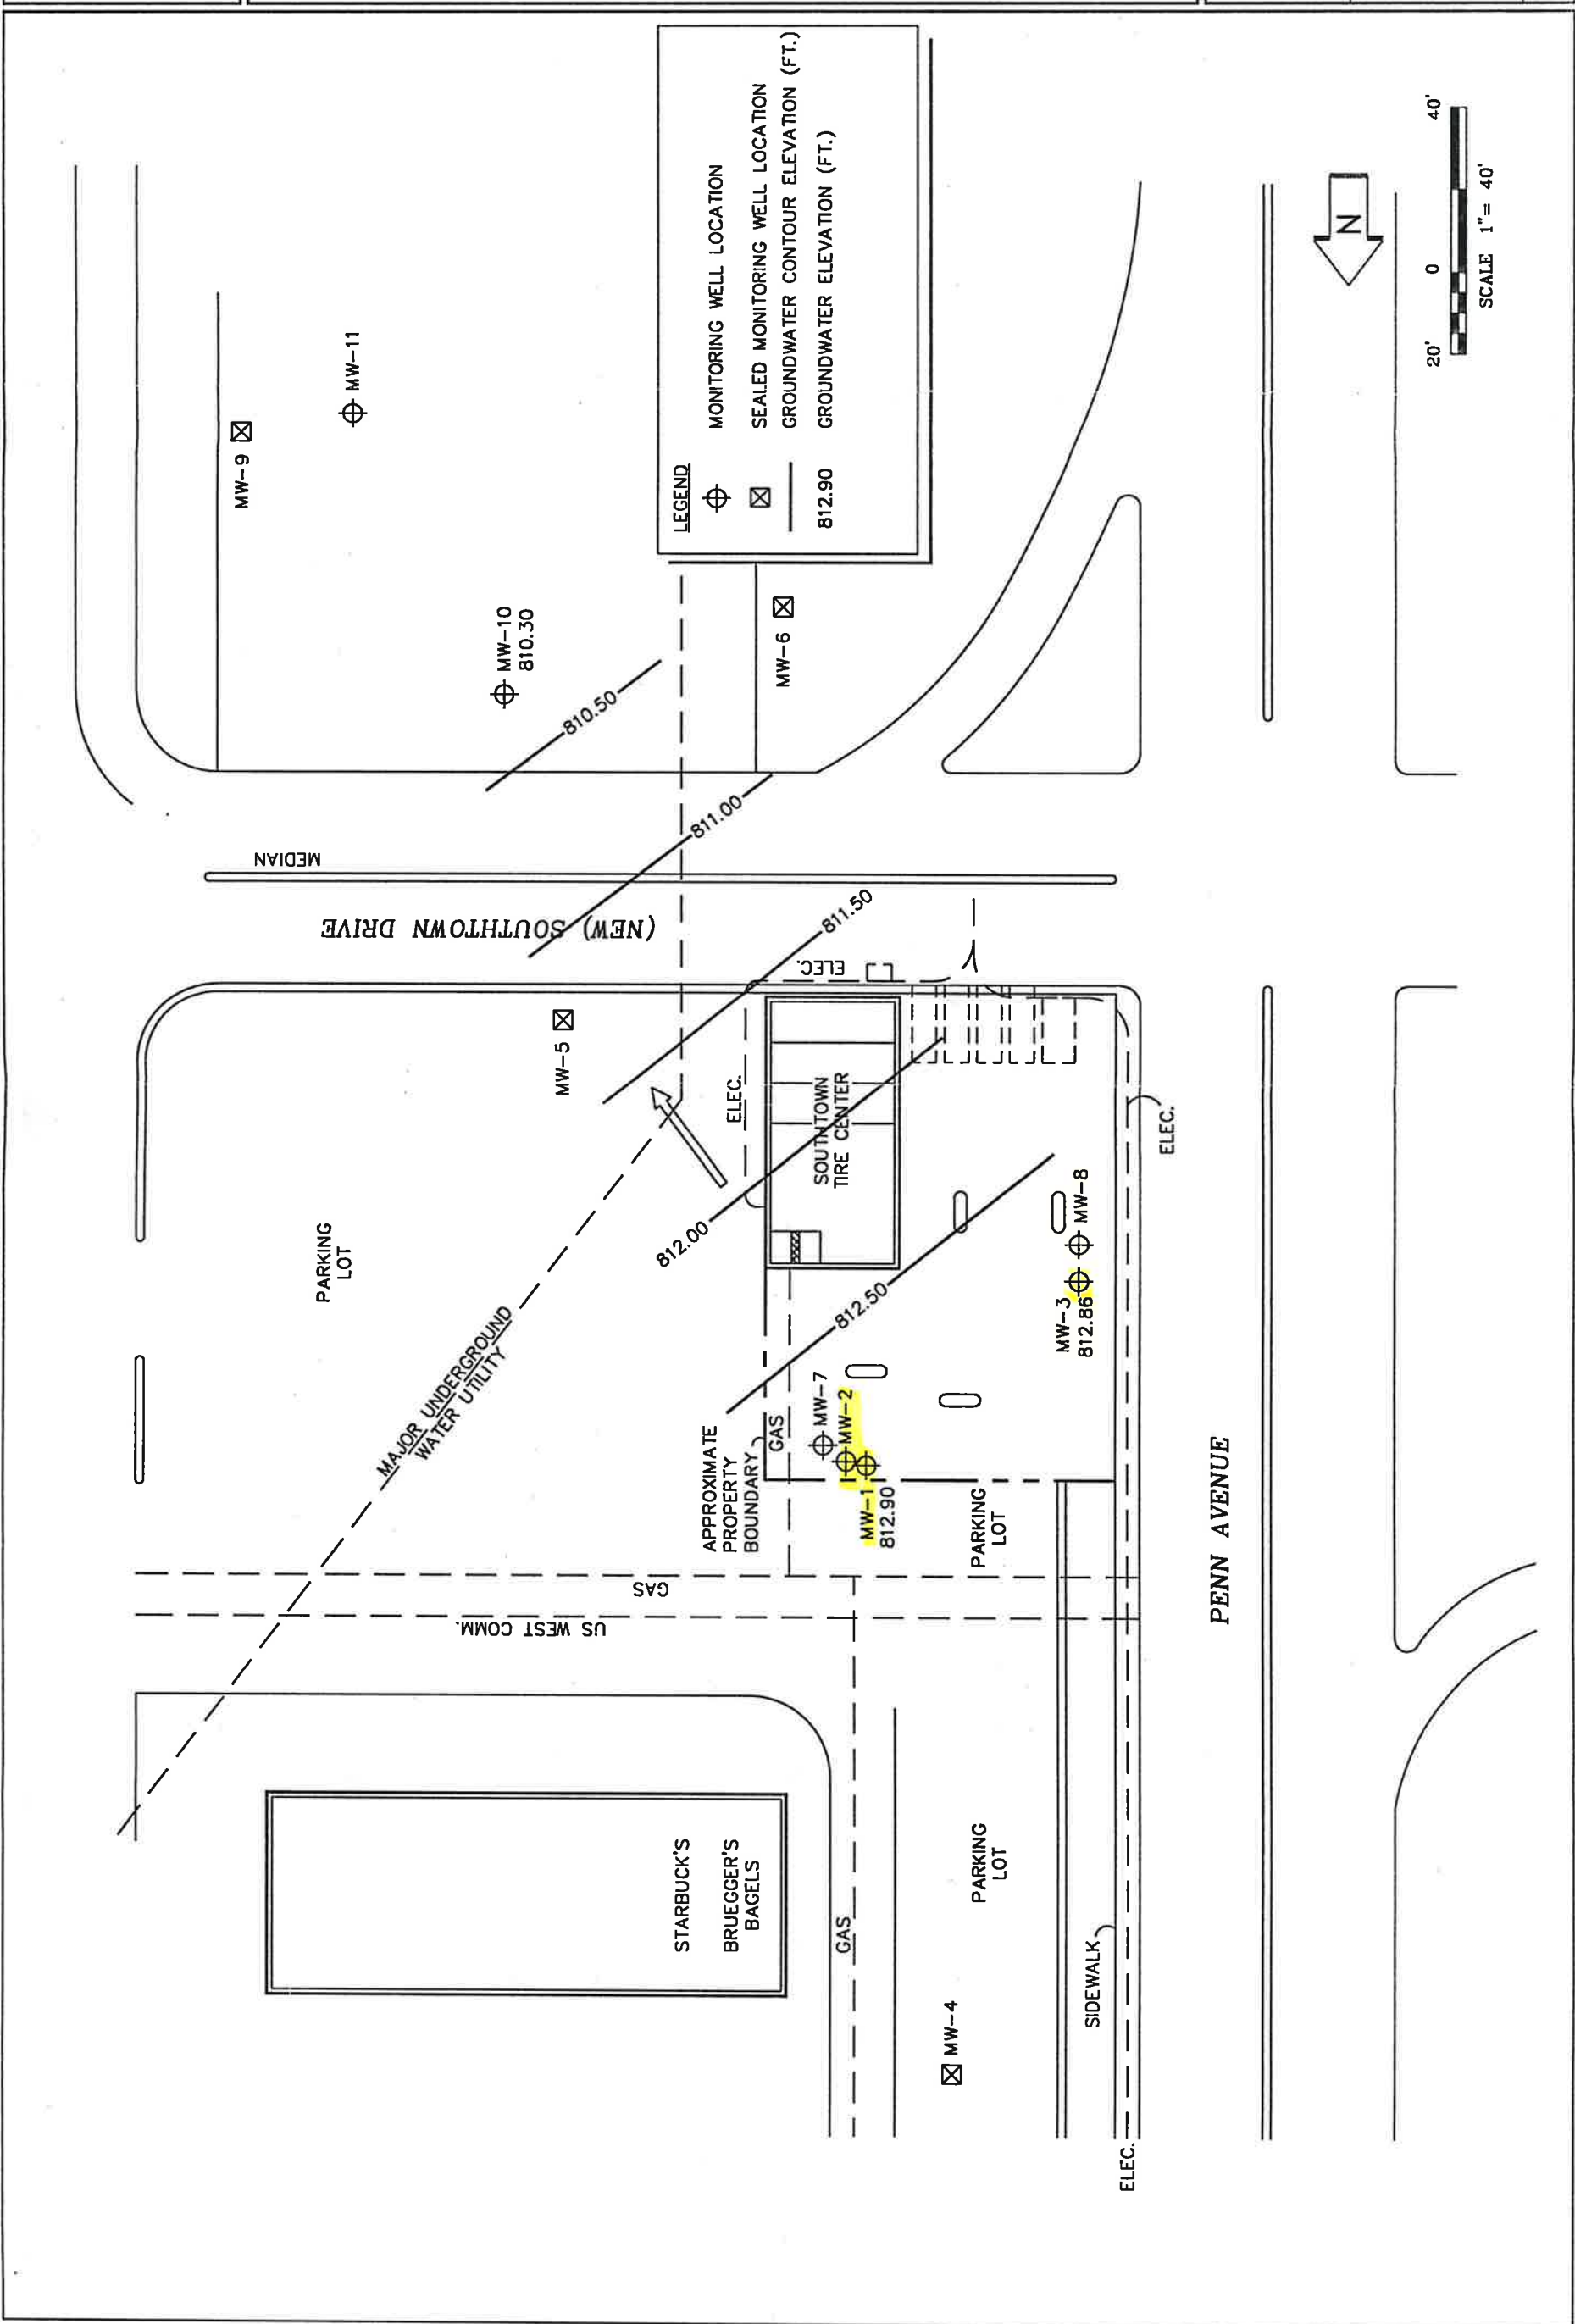 MW-9
MW-11
MW-10
810.30
LEGEND
MONITORING WELL LOCATION
SEALED MONITORING WELL LOCATION
GROUNDWATER CONTOUR ELEVATION (FT.)
812.90 GROUNDWATER ELEVATION (FT.)
MW-6
810.50
811.00
MEDIAN
(NEW) SOUTHTOWN DRIVE
811.50
ELEC.
MW-5
ELEC.
SOUTHTOWN
TIRE CENTER
812.00
812.50
PARKING
LOT
MAJOR UNDERGROUND
WATER UTILITY
APPROXIMATE
PROPERTY
BOUNDARY
GAS
MW-7
MW-2
MW-1
812.90
MW-3
812.86
MW-8
ELEC.
PARKING
LOT
GAS
US WEST COMM.
PENN AVENUE
STARBUCK'S
BRUEGGER'S
BAGELS
GAS
PARKING
LOT
MW-4
SIDEWALK
ELEC.
N
20' 0 40'
SCALE 1"= 40'